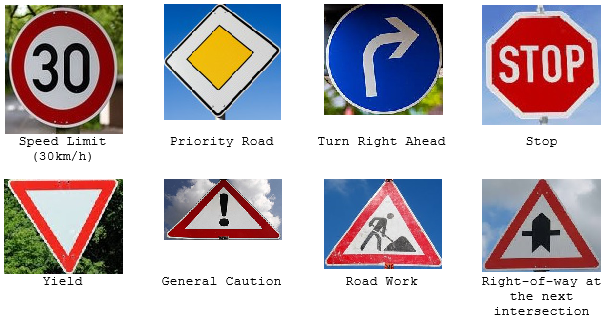 30
STOP
Speed Limit
(30km/h)
Priority Road
Turn Right Ahead
Stop
Yield
General Caution
Road Work
Right-of-way at
the next
intersection